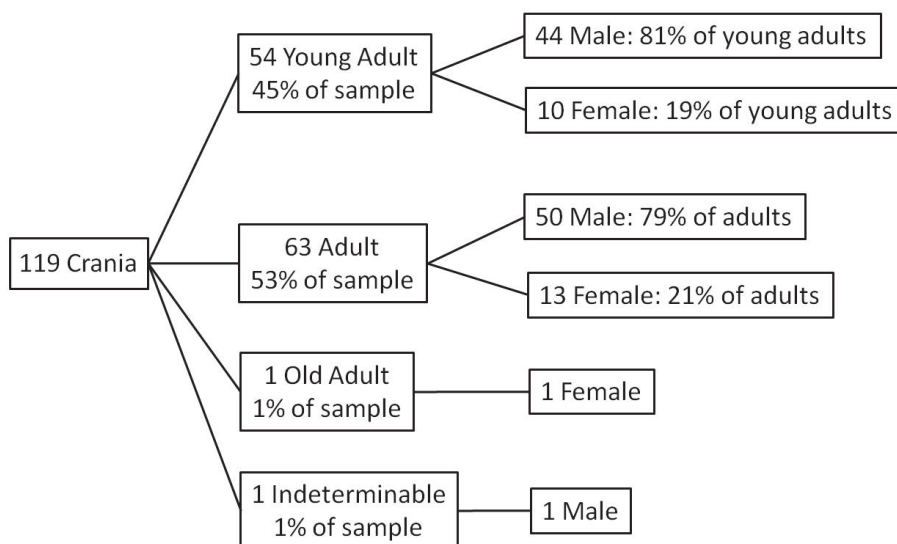 119 Crania
54 Young Adult
45% of sample
44 Male: 81% of young adults
10 Female: 19% of young adults
63 Adult
53% of sample
50 Male: 79% of adults
13 Female: 21% of adults
1 Old Adult
1% of sample
1 Female
1 Indeterminable
1% of sample
1 Male